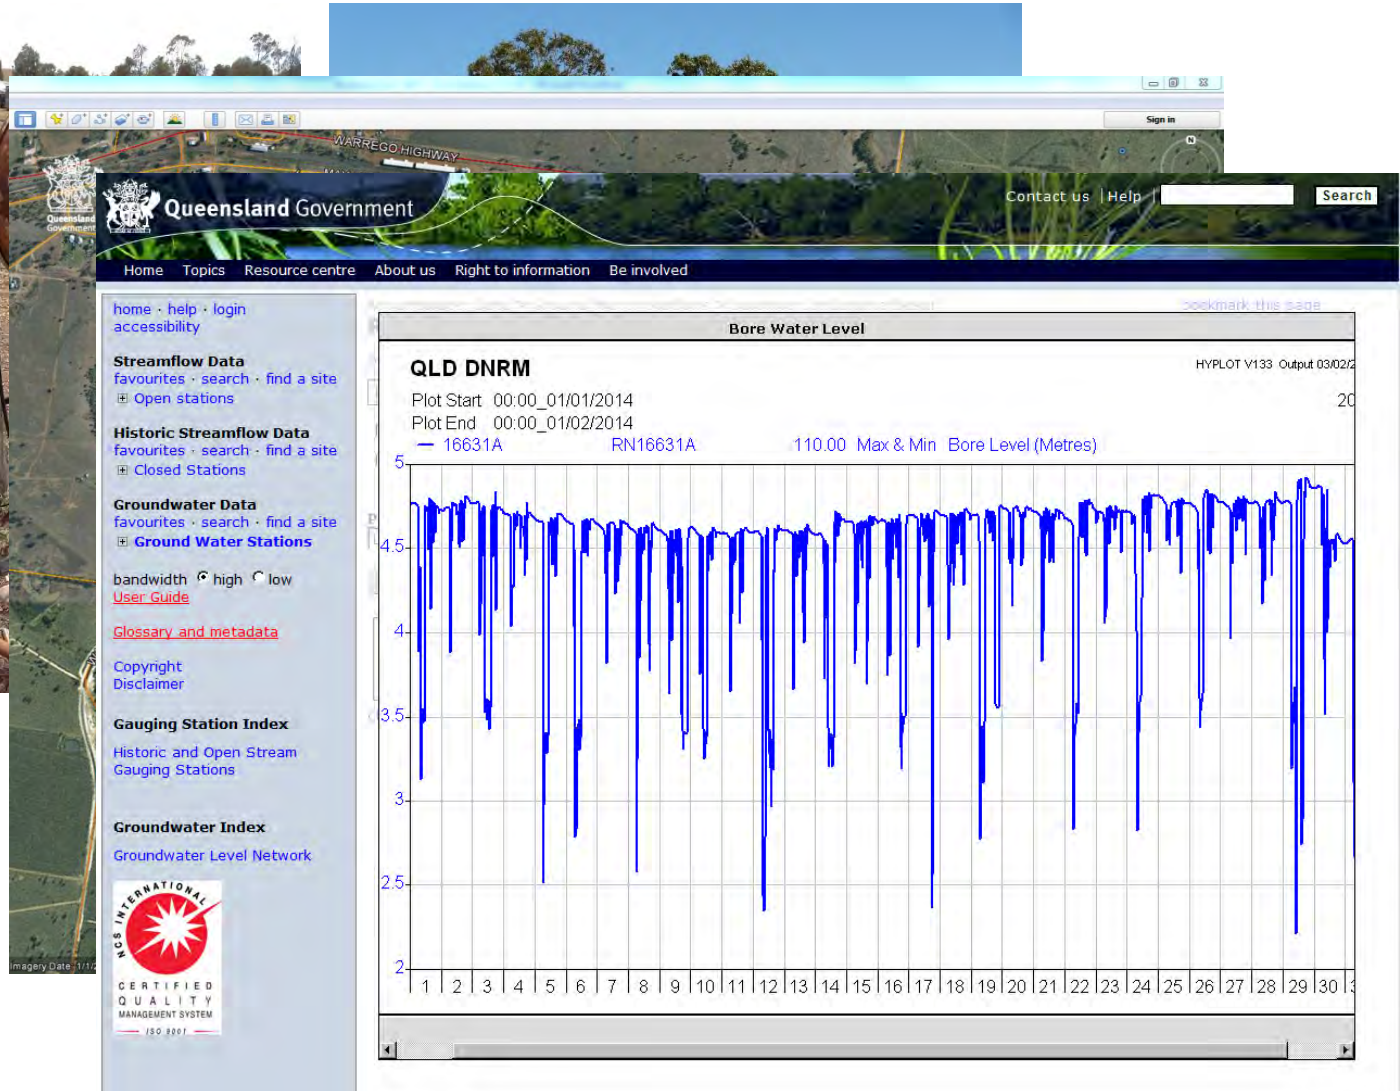 Sign in
WARREGO HIGHWAY
N
Queensland
Government
Queensland Government
Contact us | Help |
Search
Home Topics Resource centre About us Right to information Be involved
home · help · login
accessibility
Streamflow Data
favourites · search · find a site
Open stations
Historic Streamflow Data
favourites · search · find a site
Closed Stations
Groundwater Data
favourites · search · find a site
Ground Water Stations
bandwidth high low
User Guide
Glossary and metadata
Copyright
Disclaimer
Gauging Station Index
Historic and Open Stream
Gauging Stations
Groundwater Index
Groundwater Level Network
NCS INTERNATIONAL
CERTIFIED
QUALITY
MANAGEMENT SYSTEM
ISO 9001
Imagery Date 1/1/2
bookmark this page
Bore Water Level
QLD DNRM
HYPLOT V133 Output 03/02/2
Plot Start 00:00_01/01/2014
20
Plot End 00:00_01/02/2014
16631A RN16631A 110.00 Max & Min Bore Level (Metres)
5
4.5
4
3.5
3
2.5
2
1 2 3 4 5 6 7 8 9 10 11 12 13 14 15 16 17 18 19 20 21 22 23 24 25 26 27 28 29 30